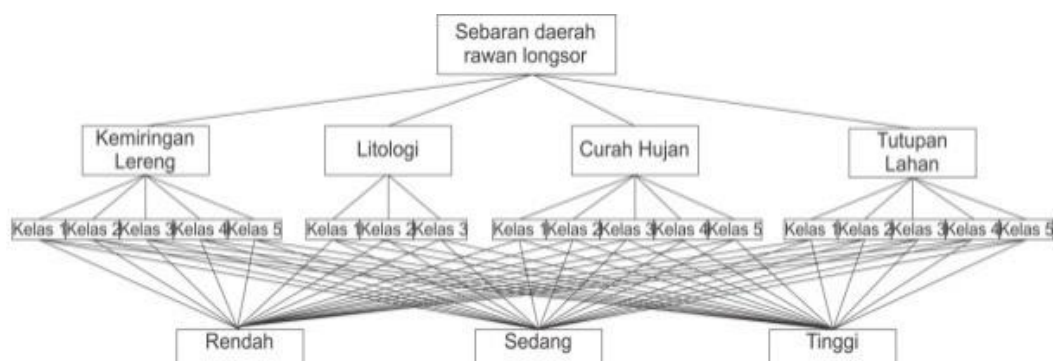 Sebaran daerah
rawan longsor
Kemiringan
Lereng
Litologi
Curah Hujan
Tutupan
Lahan
Kelas 1 Kelas 2 Kelas 3 Kelas 4 Kelas 5
Kelas 1 Kelas 2 Kelas 3
Kelas 1 Kelas 2 Kelas 3 Kelas 4 Kelas 5
Kelas 1 Kelas 2 Kelas 3 Kelas 4 Kelas 5
Rendah
Sedang
Tinggi